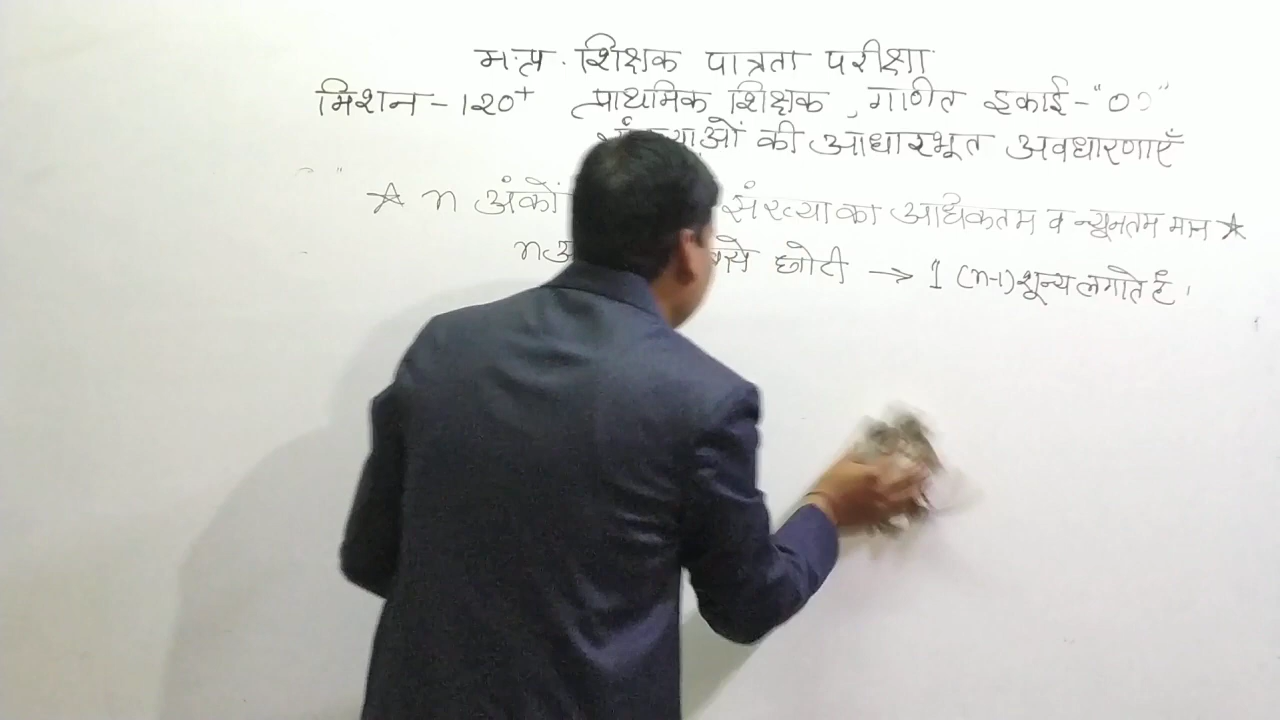 म.प्र. शिक्षक पात्रता परीक्षा
मिशन - 120+ प्राथमिक शिक्षक, गणित इकाई -
की आधारभूत अवधारणाएँ
☆ n अंकों संख्या का अधिकतम व न्यूनतम मान ☆
छोटी → 1 (n-1) शून्य लगाते हैं।